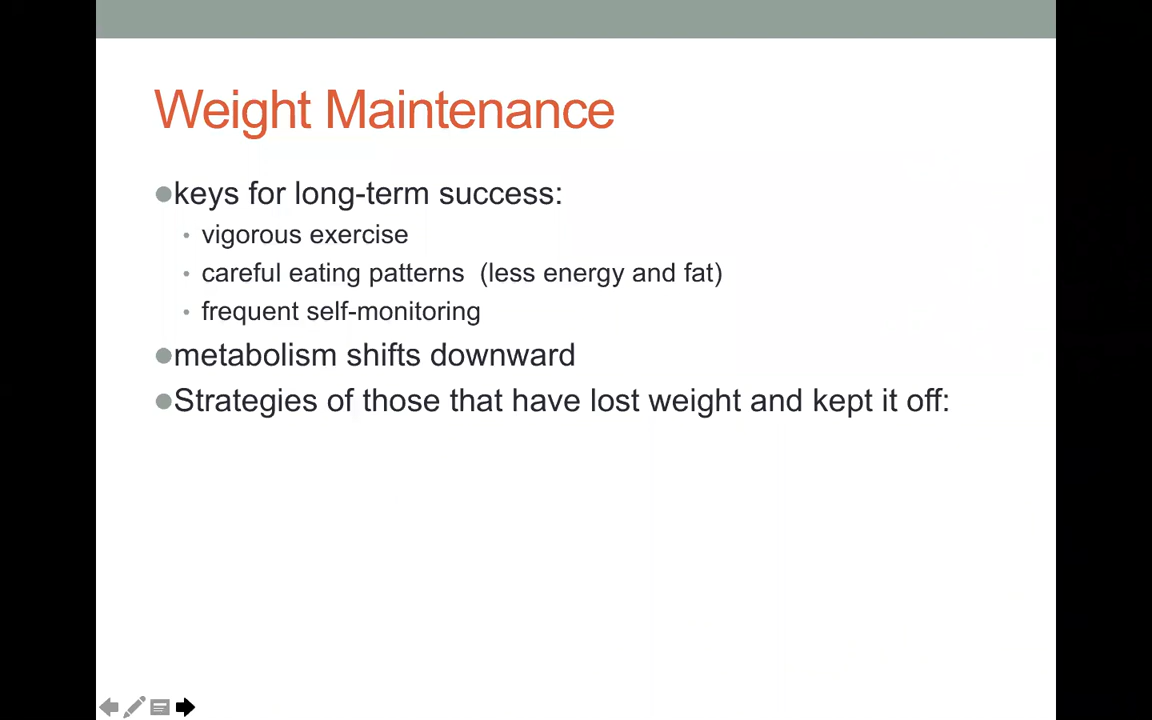 Weight Maintenance
keys for long-term success:
vigorous exercise
careful eating patterns  (less energy and fat)
frequent self-monitoring
metabolism shifts downward
Strategies of those that have lost weight and kept it off: